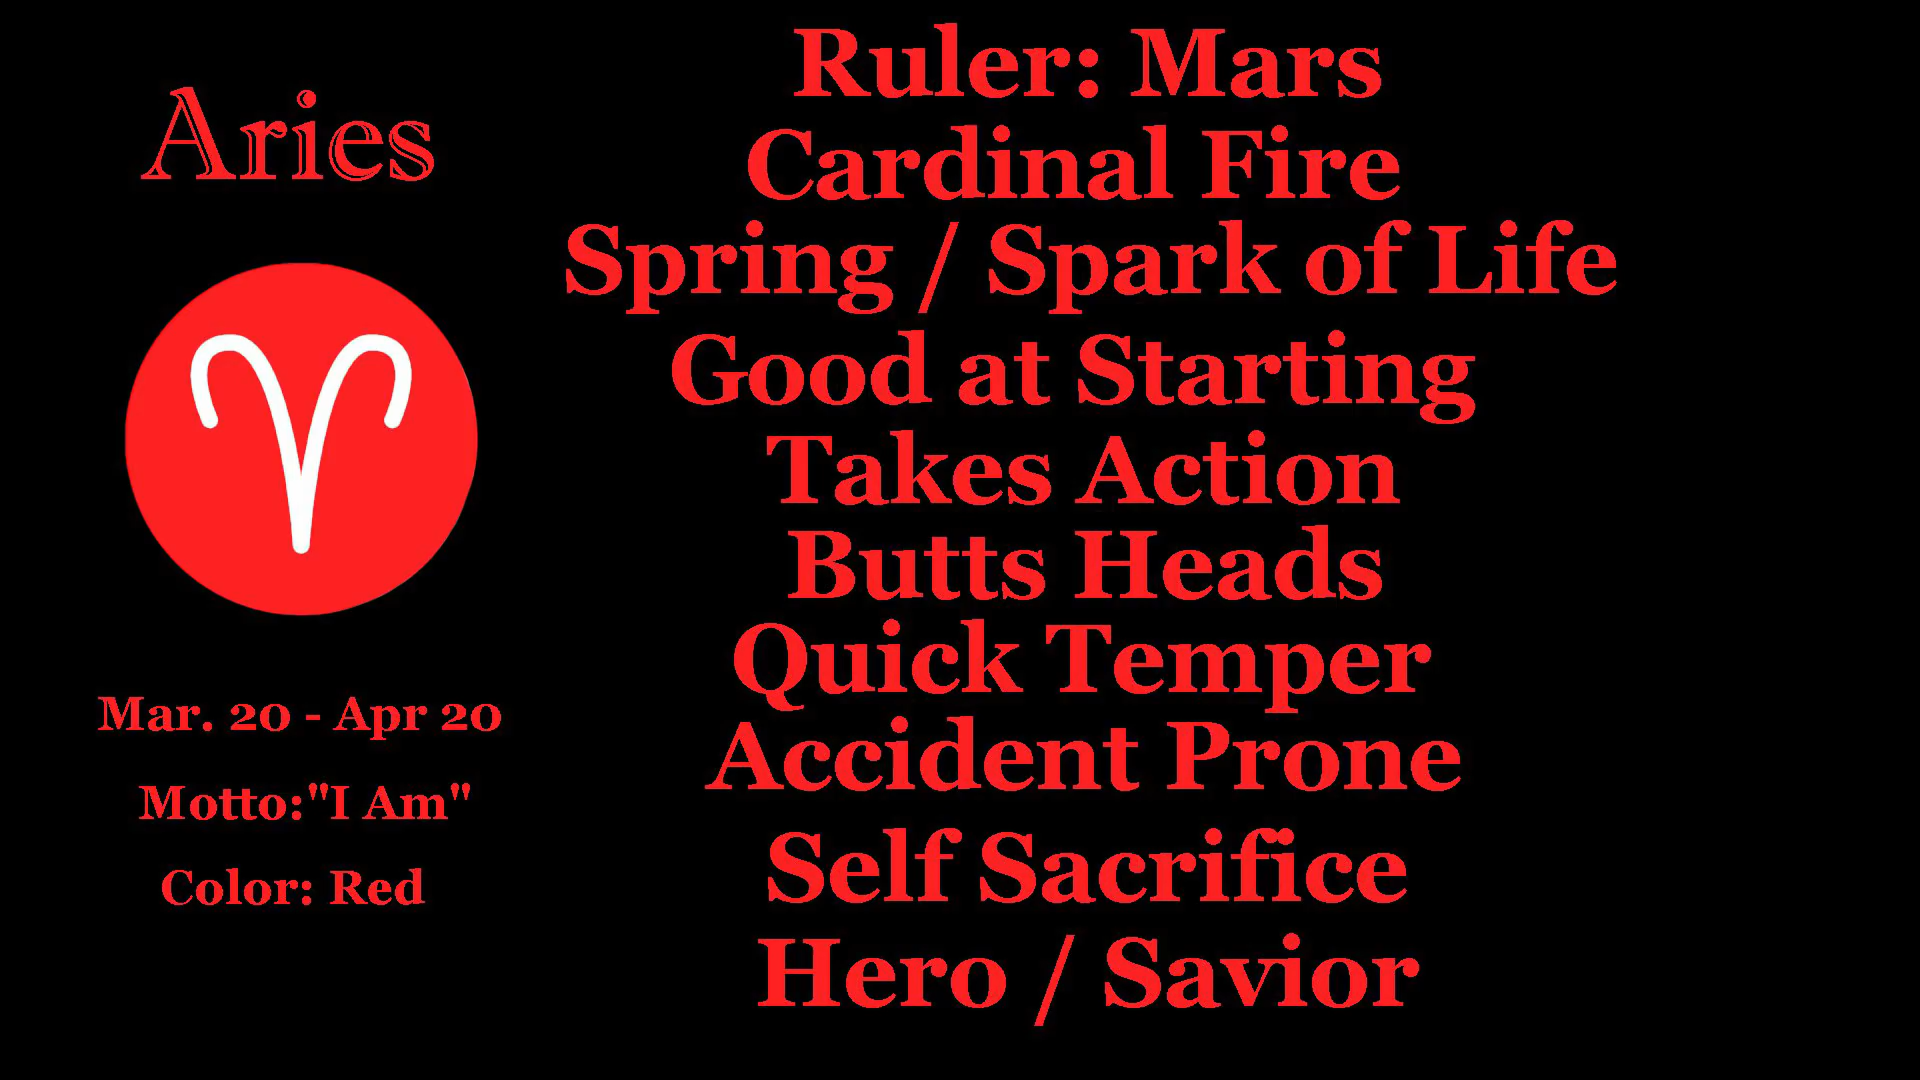 Aries
Mar. 20 - Apr 20
Motto:"I Am"
Color: Red
Ruler: Mars
Cardinal Fire
Spring / Spark of Life
Good at Starting
Takes Action
Butts Heads
Quick Temper
Accident Prone
Self Sacrifice
Hero / Savior